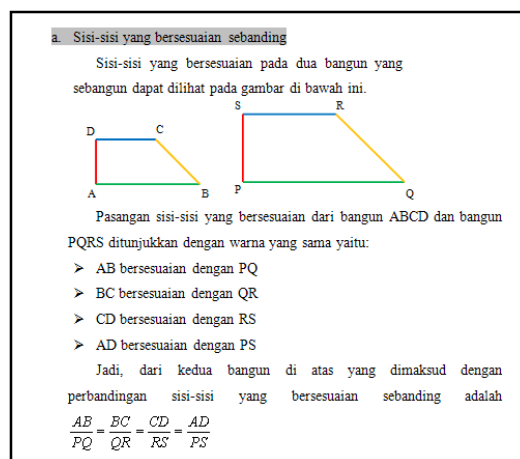 a. Sisi-sisi yang bersesuaian sebanding
Sisi-sisi yang bersesuaian pada dua bangun yang
sebangun dapat dilihat pada gambar di bawah ini.
S R
D C
A B P Q
Pasangan sisi-sisi yang bersesuaian dari bangun ABCD dan bangun
PQRS ditunjukkan dengan warna yang sama yaitu:
➢ AB bersesuaian dengan PQ
➢ BC bersesuaian dengan QR
➢ CD bersesuaian dengan RS
➢ AD bersesuaian dengan PS
Jadi, dari kedua bangun di atas yang dimaksud dengan
perbandingan sisi-sisi yang bersesuaian sebanding adalah
AB/PQ = BC/QR = CD/RS = AD/PS